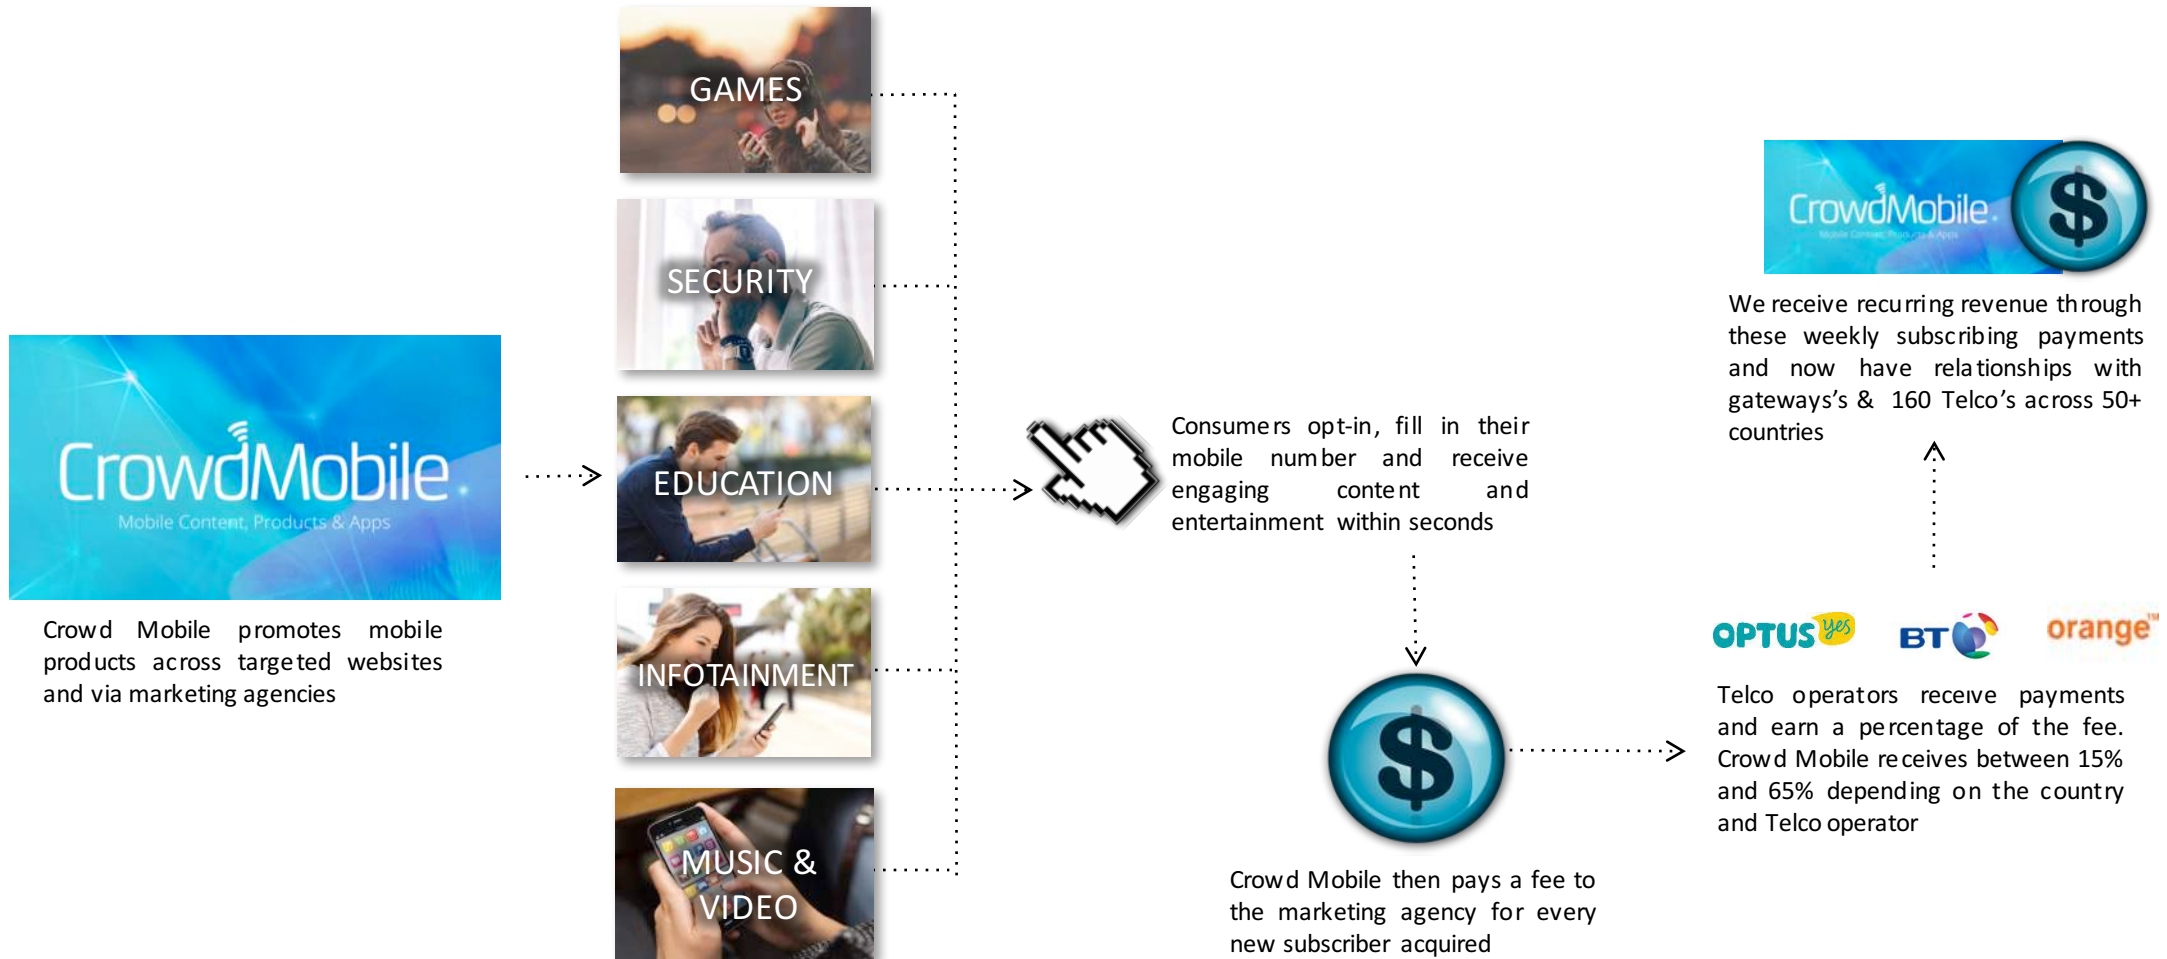 CrowdMobile
Mobile Content, Products & Apps
Crowd Mobile promotes mobile
products across targeted websites
and via marketing agencies
GAMES
SECURITY
EDUCATION
INFOTAINMENT
MUSIC &
VIDEO
Consumers opt-in, fill in their
mobile number and receive
engaging content and
entertainment within seconds
$
Crowd Mobile then pays a fee to
the marketing agency for every
new subscriber acquired
OPTUS yes
BT
orange™
Telco operators receive payments
and earn a percentage of the fee.
Crowd Mobile receives between 15%
and 65% depending on the country
and Telco operator
CrowdMobile
Mobile Content, Products & Apps
$
We receive recurring revenue through
these weekly subscribing payments
and now have relationships with
gateways's & 160 Telco's across 50+
countries